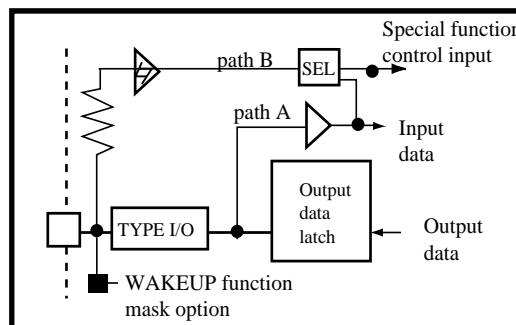 Special function
control input
path B
SEL
path A
Input
data
Output
data
latch
TYPE I/O
Output
data
WAKEUP function
mask option